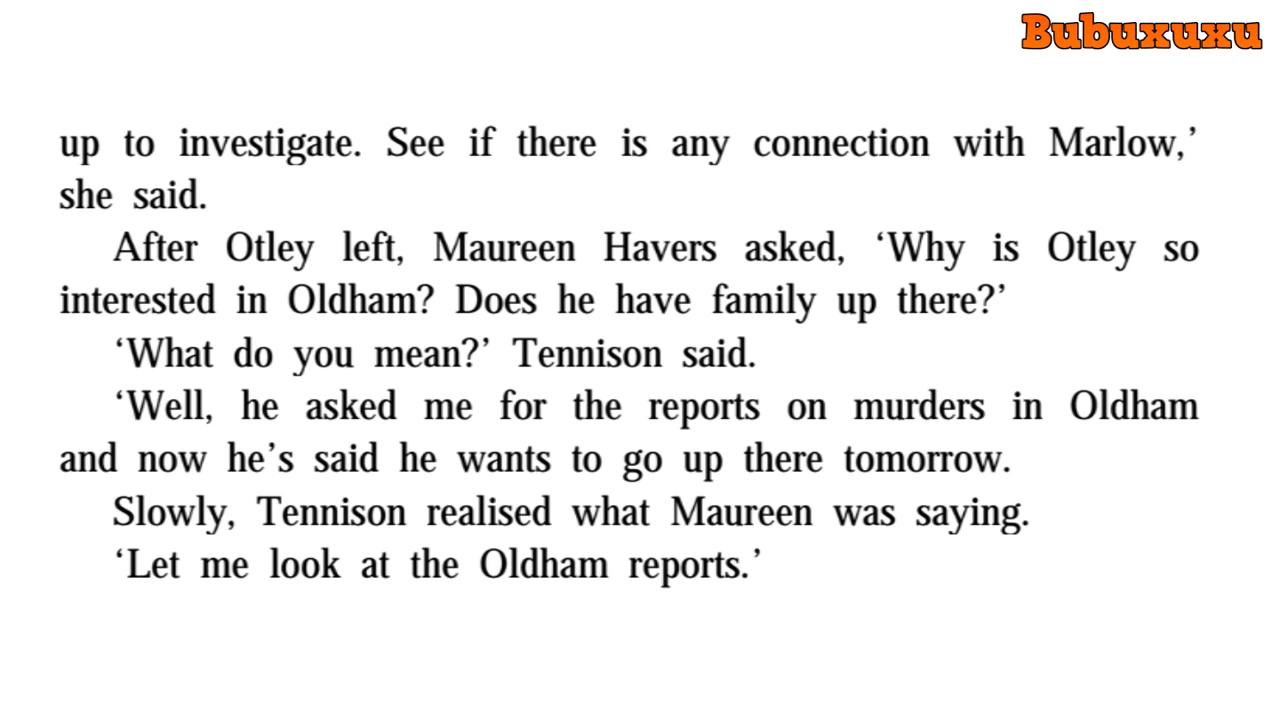 Bubuxuxu
up to investigate. See if there is any connection with Marlow,’
she said.
After Otley left, Maureen Havers asked, ‘Why is Otley so
interested in Oldham? Does he have family up there?’
‘What do you mean?’ Tennison said.
‘Well, he asked me for the reports on murders in Oldham
and now he’s said he wants to go up there tomorrow.
Slowly, Tennison realised what Maureen was saying.
‘Let me look at the Oldham reports.’